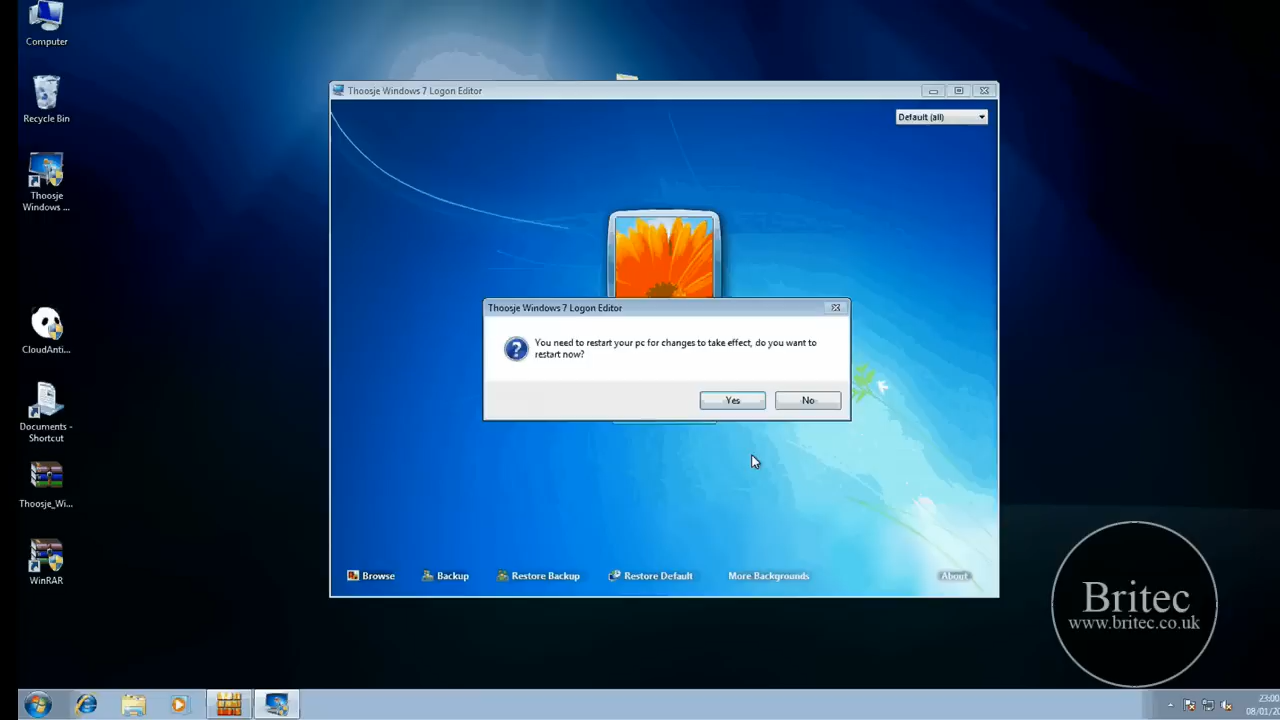 Computer
Recycle Bin
Thoosje
Windows ...
CloudAnti...
Documents -
Shortcut
Thoosje_Wi...
WinRAR
Thoosje Windows 7 Logon Editor
Default (all)
Thoosje Windows 7 Logon Editor
You need to restart your pc for changes to take effect, do you want to
restart now?
Yes
No
Browse
Backup
Restore Backup
Restore Default
More Backgrounds
About
Britec
www.britec.co.uk
23:00
08/01/20